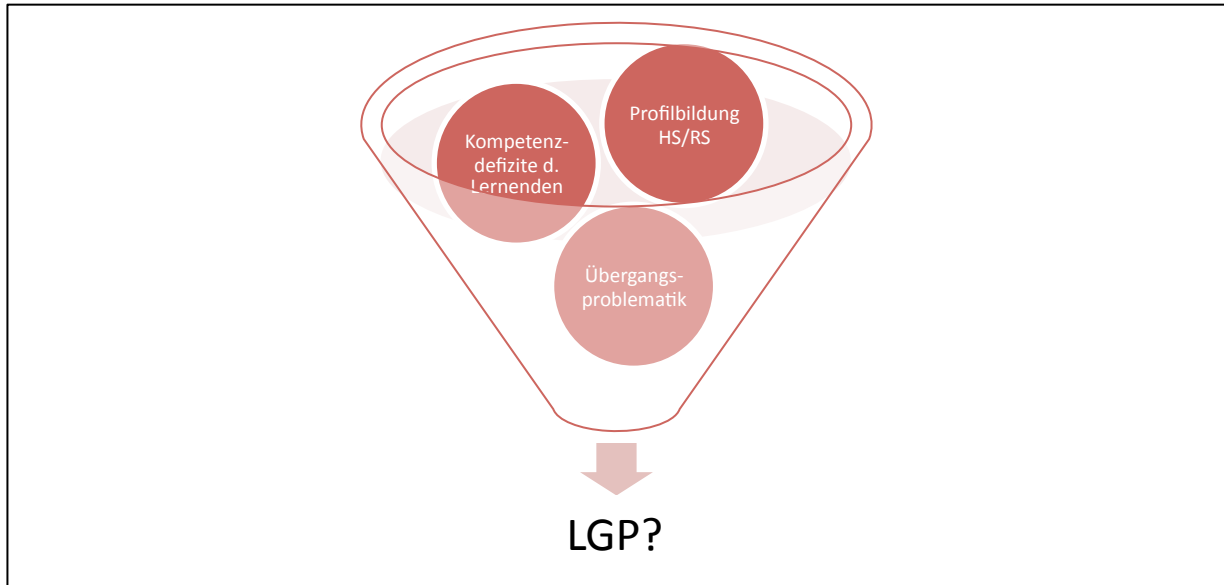 Profilbildung
HS/RS
Kompetenz-
defizite d.
Lernenden
Übergangs-
problematik
LGP?